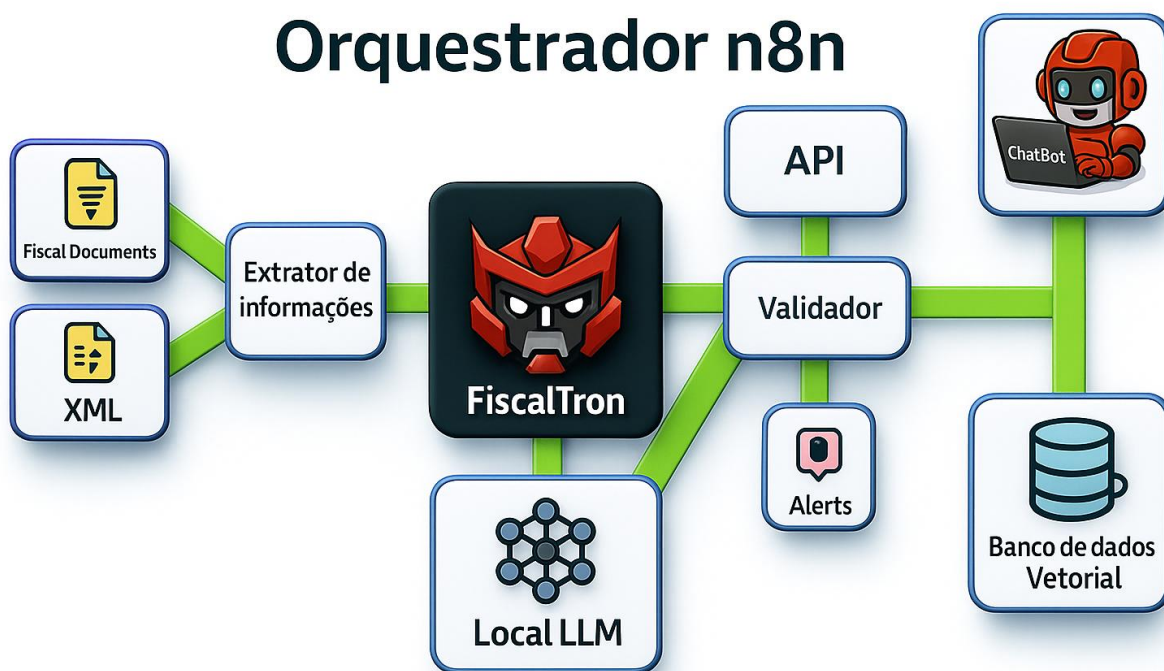 Orquestrador n8n
Fiscal Documents
XML
Extrator de
informações
FiscalTron
Local LLM
API
Validador
Alerts
ChatBot
Banco de dados
Vetorial